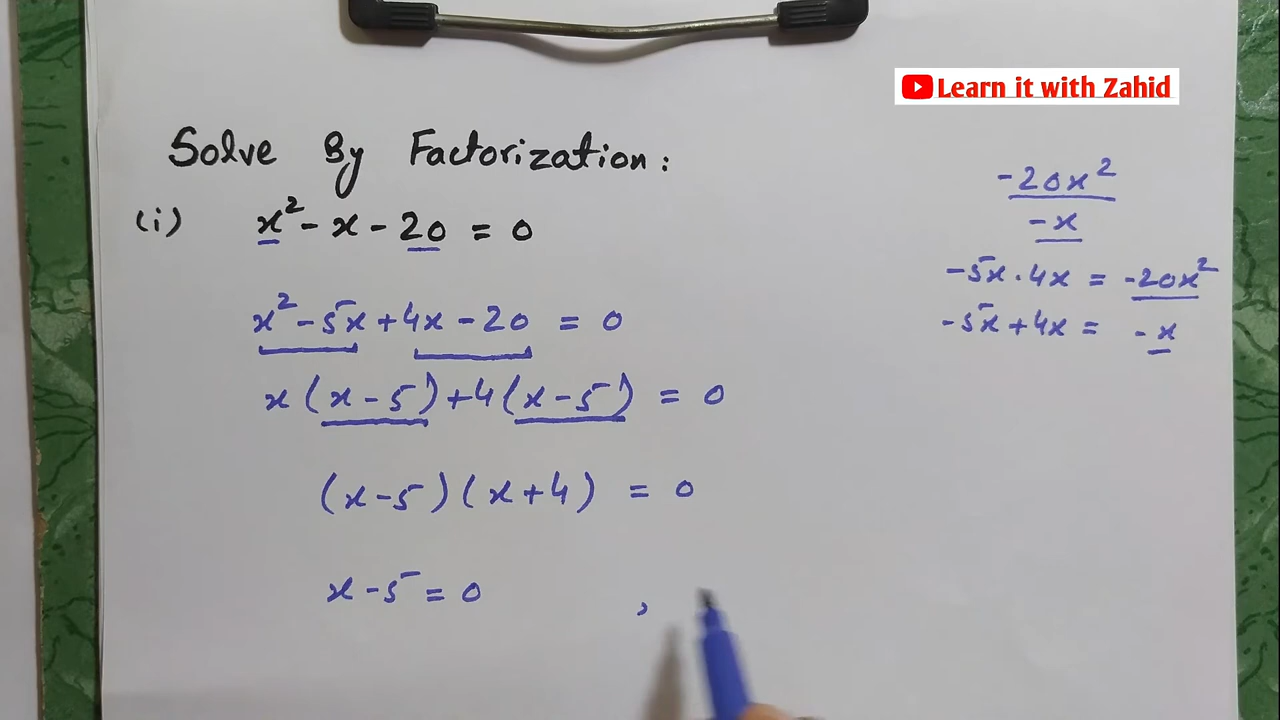 Learn it with Zahid
Solve By Factorization:
(i) x² - x - 20 = 0
x² - 5x + 4x - 20 = 0
x (x - 5) + 4 (x - 5) = 0
(x - 5) (x + 4) = 0
x - 5 = 0 ,
-20x²
-x
-5x . 4x = -20x²
-5x + 4x = -x